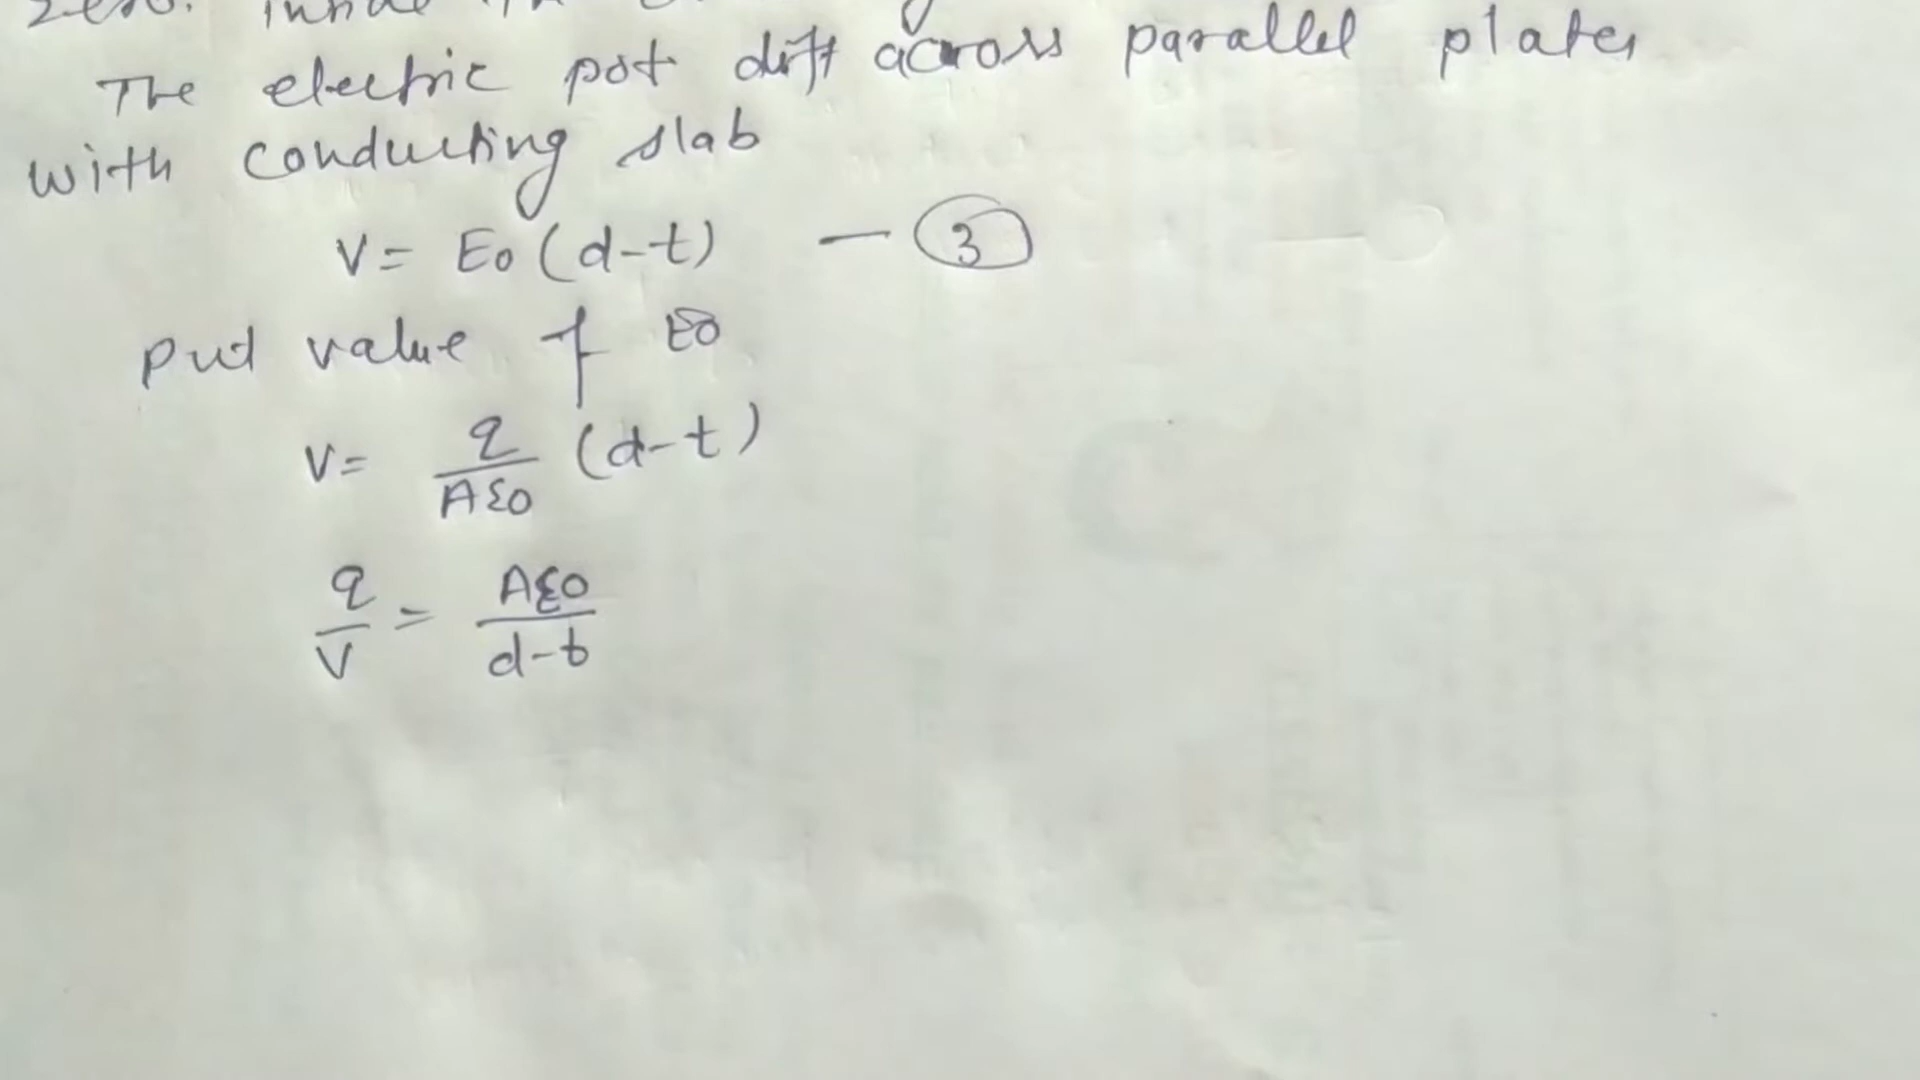 The electric pot diff across parallel plates
with conducting slab
V = E0 (d-t) — 3
put value of E0
V = q/Aε0 (d-t)
q/V = Aε0/d-t